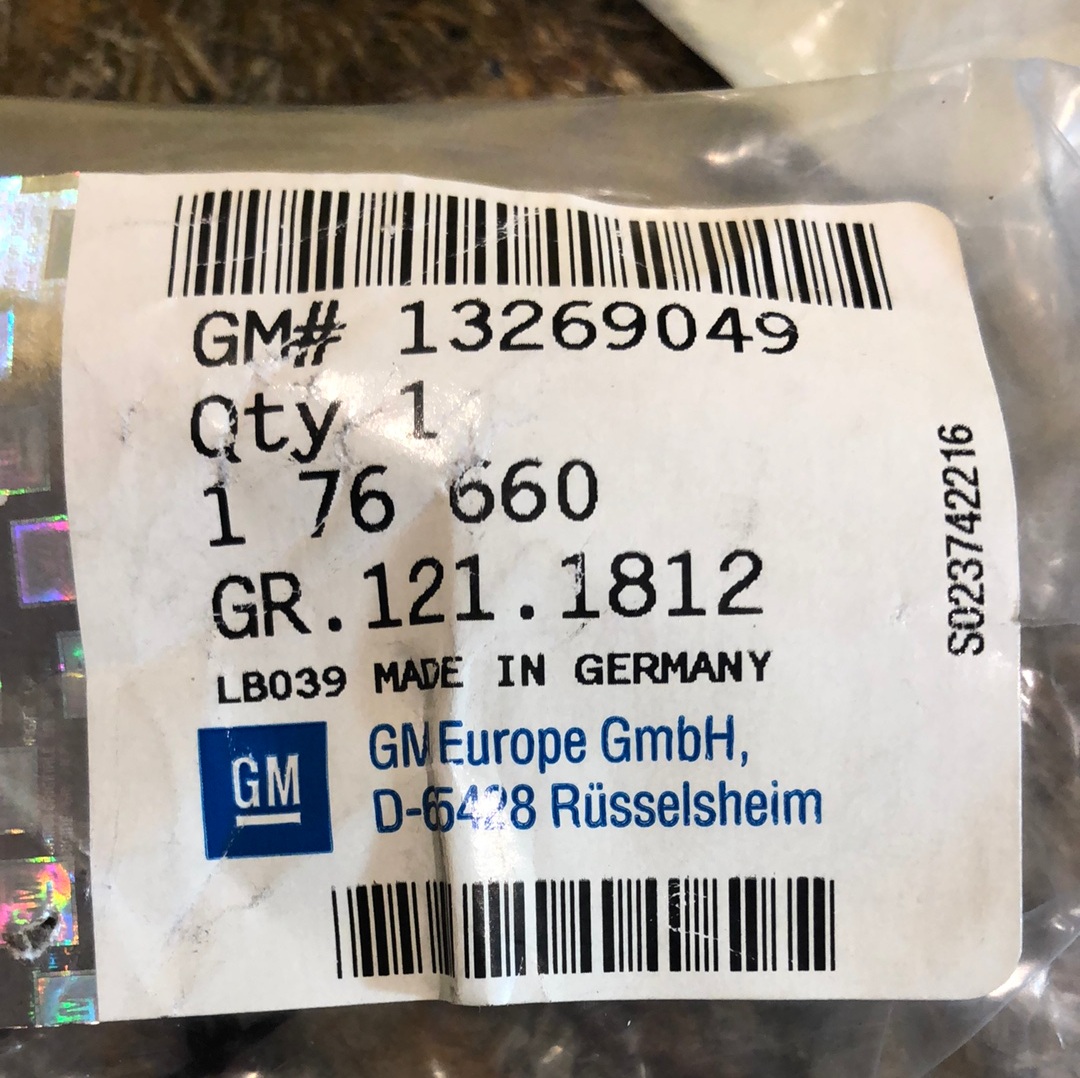 GM# 13269049
Qty 1
1 76 660
GR.121.1812
LB039 MADE IN GERMANY
GM
GM Europe GmbH,
D-65428 Rüsselsheim
S023742216